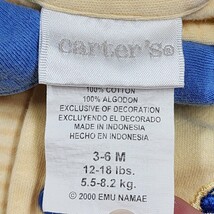 carter's®
100% COTTON
100% ALGODON
EXCLUSIVE OF DECORATION
EXCLUYENDO EL DECORADO
MADE IN INDONESIA
HECHO EN INDONESIA
3-6 M
12-18 lbs.
5.5-8.2 kg.
© 2000 EMU NAMAE